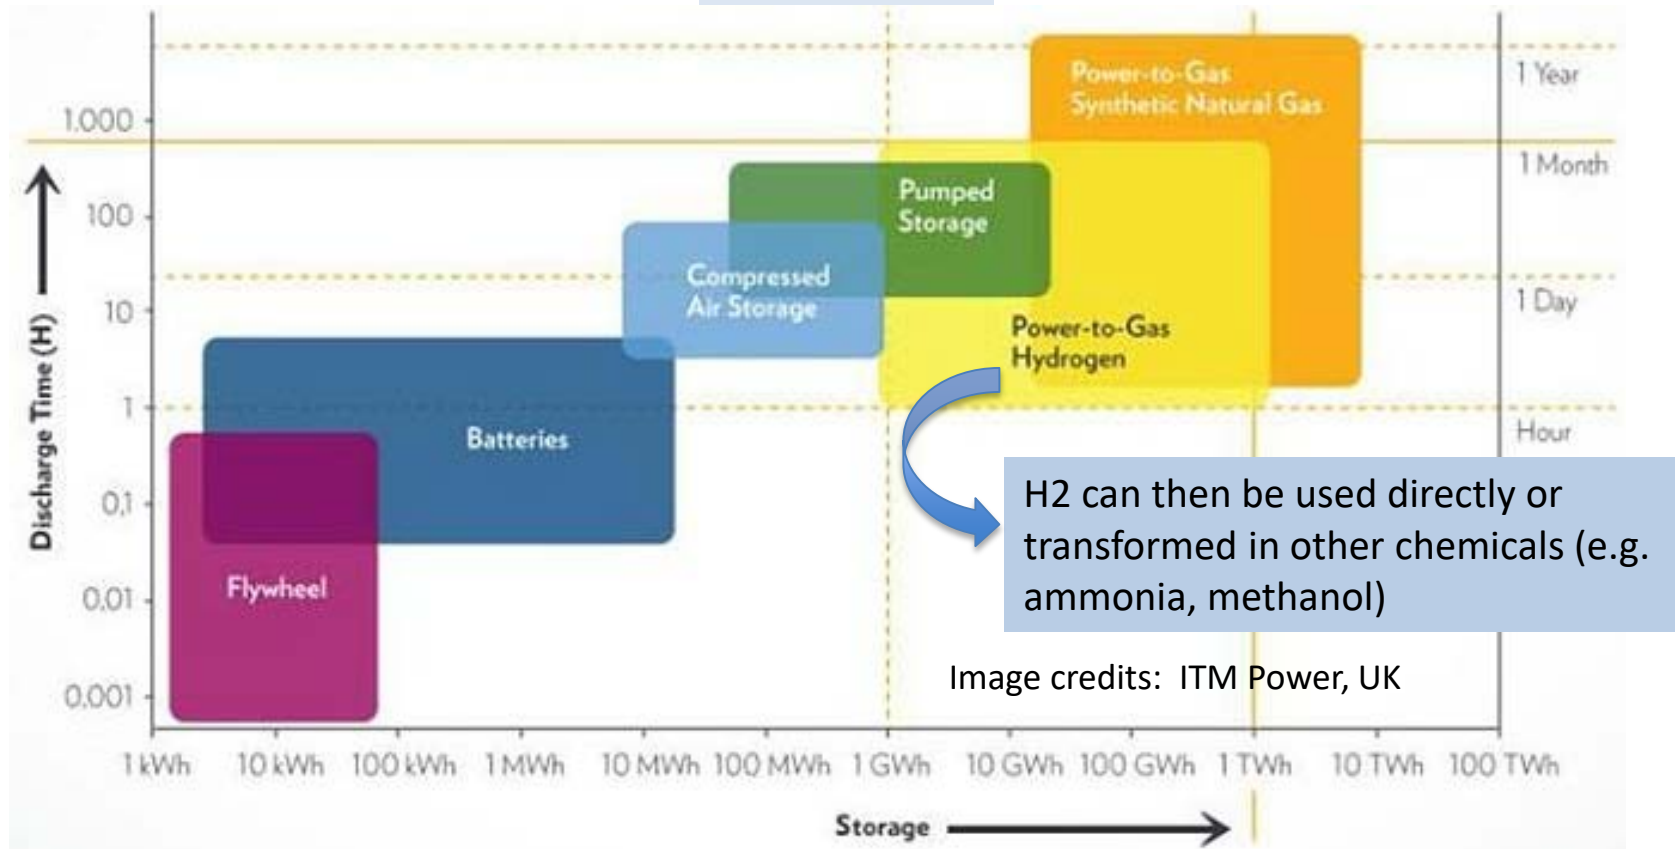 1.000
100
10
1
0,1
0,01
0,001
Discharge Time (H)
Power-to-Gas
Synthetic Natural Gas
Pumped
Storage
Compressed
Air Storage
Power-to-Gas
Hydrogen
Batteries
Flywheel
1 Year
1 Month
1 Day
Hour
H2 can then be used directly or
transformed in other chemicals (e.g.
ammonia, methanol)
Image credits: ITM Power, UK
1 kWh 10 kWh 100 kWh 1 MWh 10 MWh 100 MWh 1 GWh 10 GWh 100 GWh 1 TWh 10 TWh 100 TWh
Storage